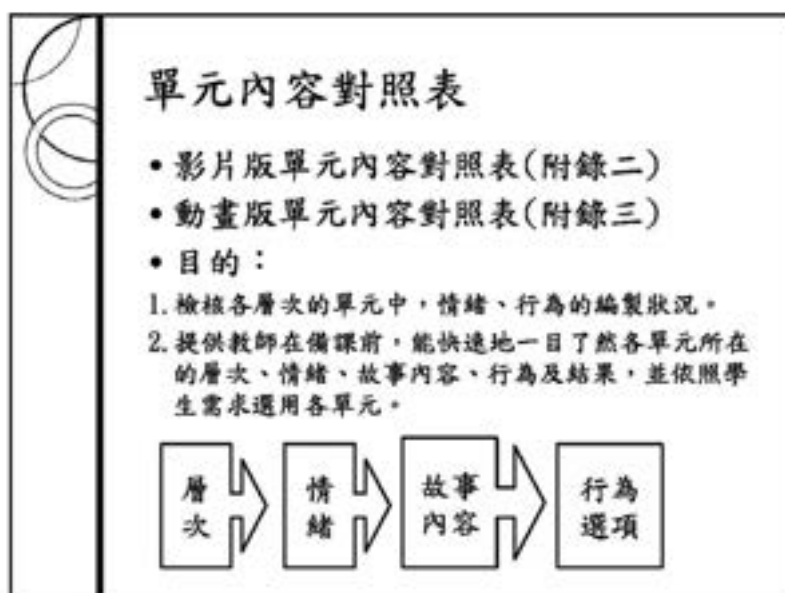 單元內容對照表
•影片版單元內容對照表(附錄二)
•動畫版單元內容對照表(附錄三)
•目的：
1.檢核各層次的單元中，情緒、行為的編製狀況。
2.提供教師在備課前，能快速地一目了然各單元所在
的層次、情緒、故事內容、行為及結果，並依照學
生需求選用各單元。
層次
情緒
故事
內容
行為
選項